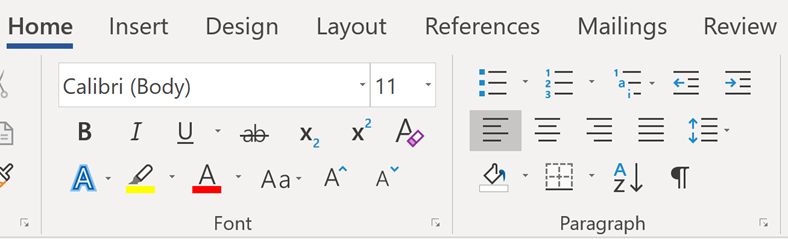 Home Insert Design Layout References Mailings Review
Calibri (Body) 11
B I U ab x₂ x² A
A A Aa A A
A
Z
Font Paragraph